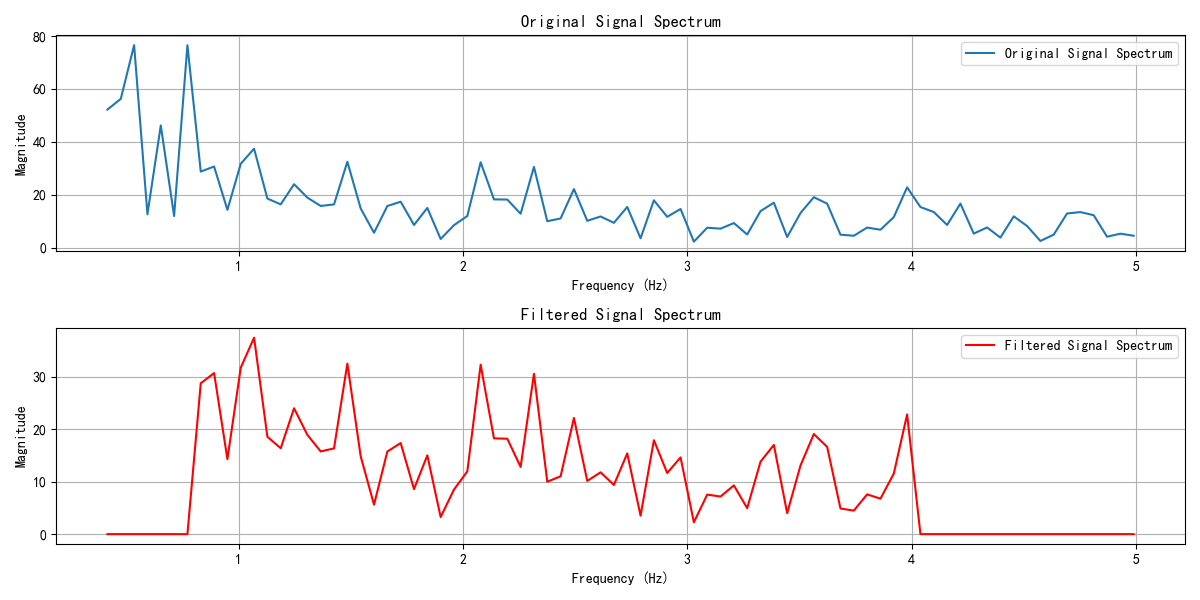 Original Signal Spectrum
Original Signal Spectrum
Magnitude
80
60
40
20
0
1 2 3 4 5
Frequency (Hz)
Filtered Signal Spectrum
Filtered Signal Spectrum
Magnitude
30
20
10
0
1 2 3 4 5
Frequency (Hz)